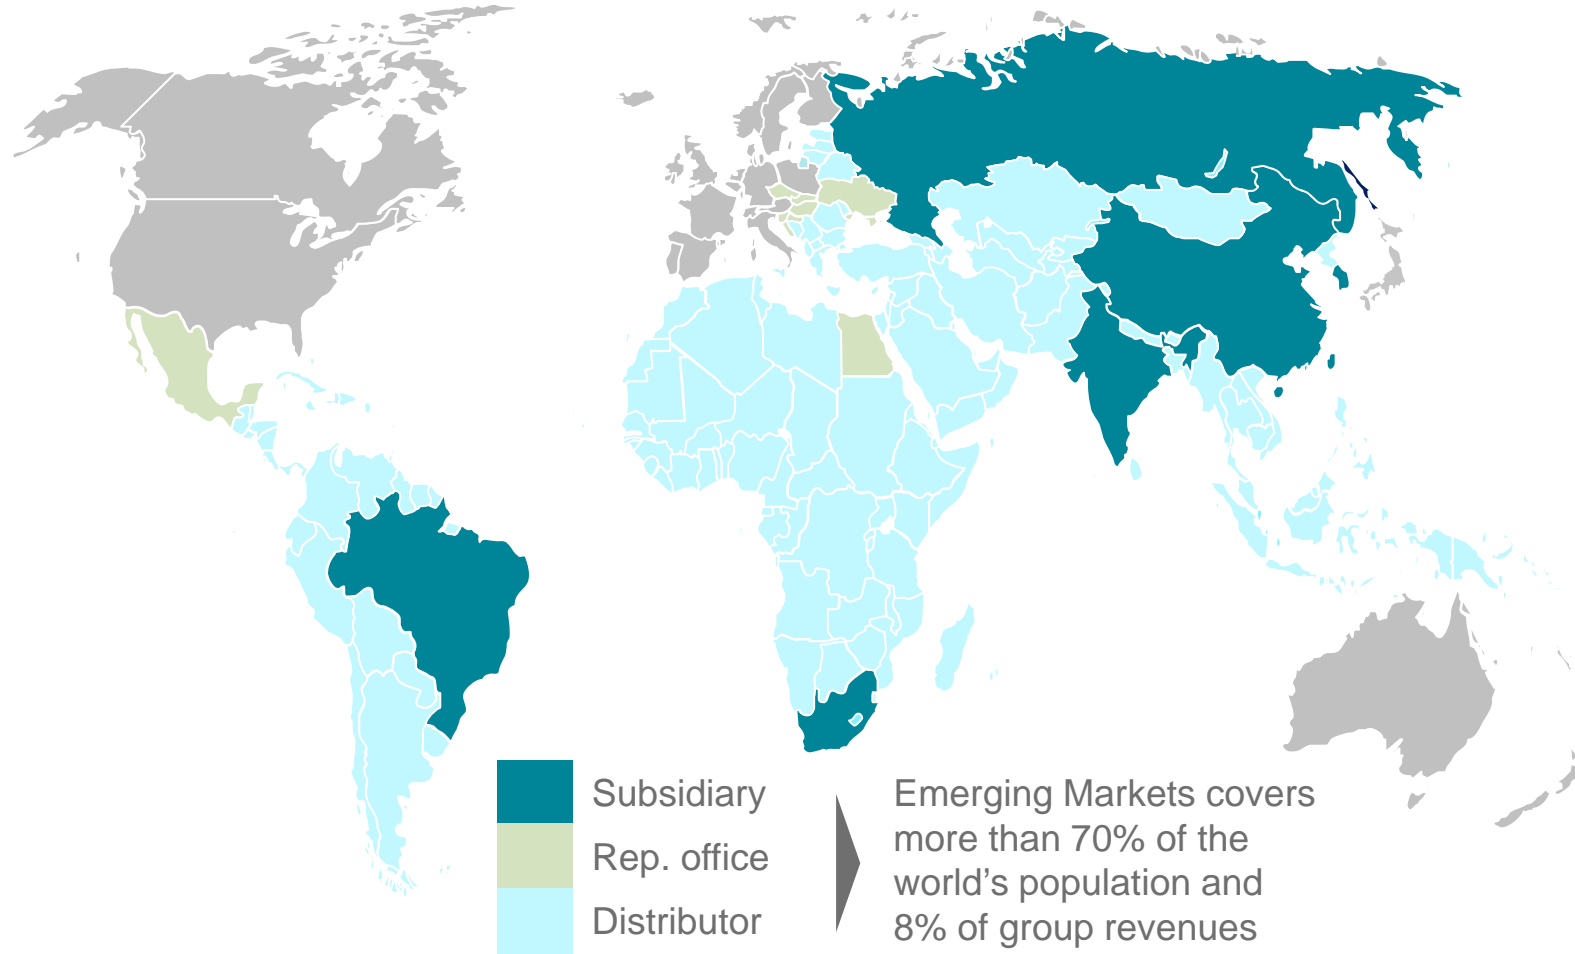 Subsidiary
Rep. office
Distributor
Emerging Markets covers
more than 70% of the
world’s population and
8% of group revenues